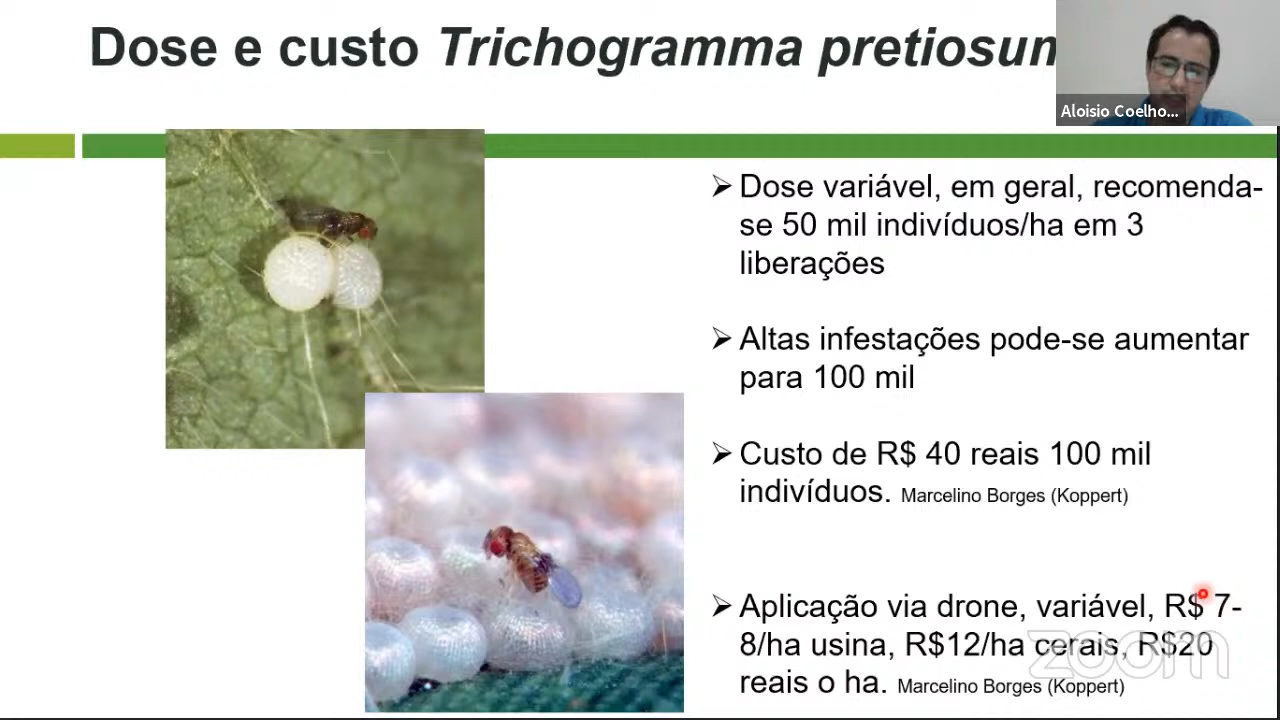 Dose e custo Trichogramma pretiosum
Aloisio Coelho...
➢ Dose variável, em geral, recomenda-
se 50 mil indivíduos/ha em 3
liberações
➢ Altas infestações pode-se aumentar
para 100 mil
➢ Custo de R$ 40 reais 100 mil
indivíduos. Marcelino Borges (Koppert)
➢ Aplicação via drone, variável, R$ 7-
8/ha usina, R$12/ha cerais, R$20
reais o ha. Marcelino Borges (Koppert)
zoom